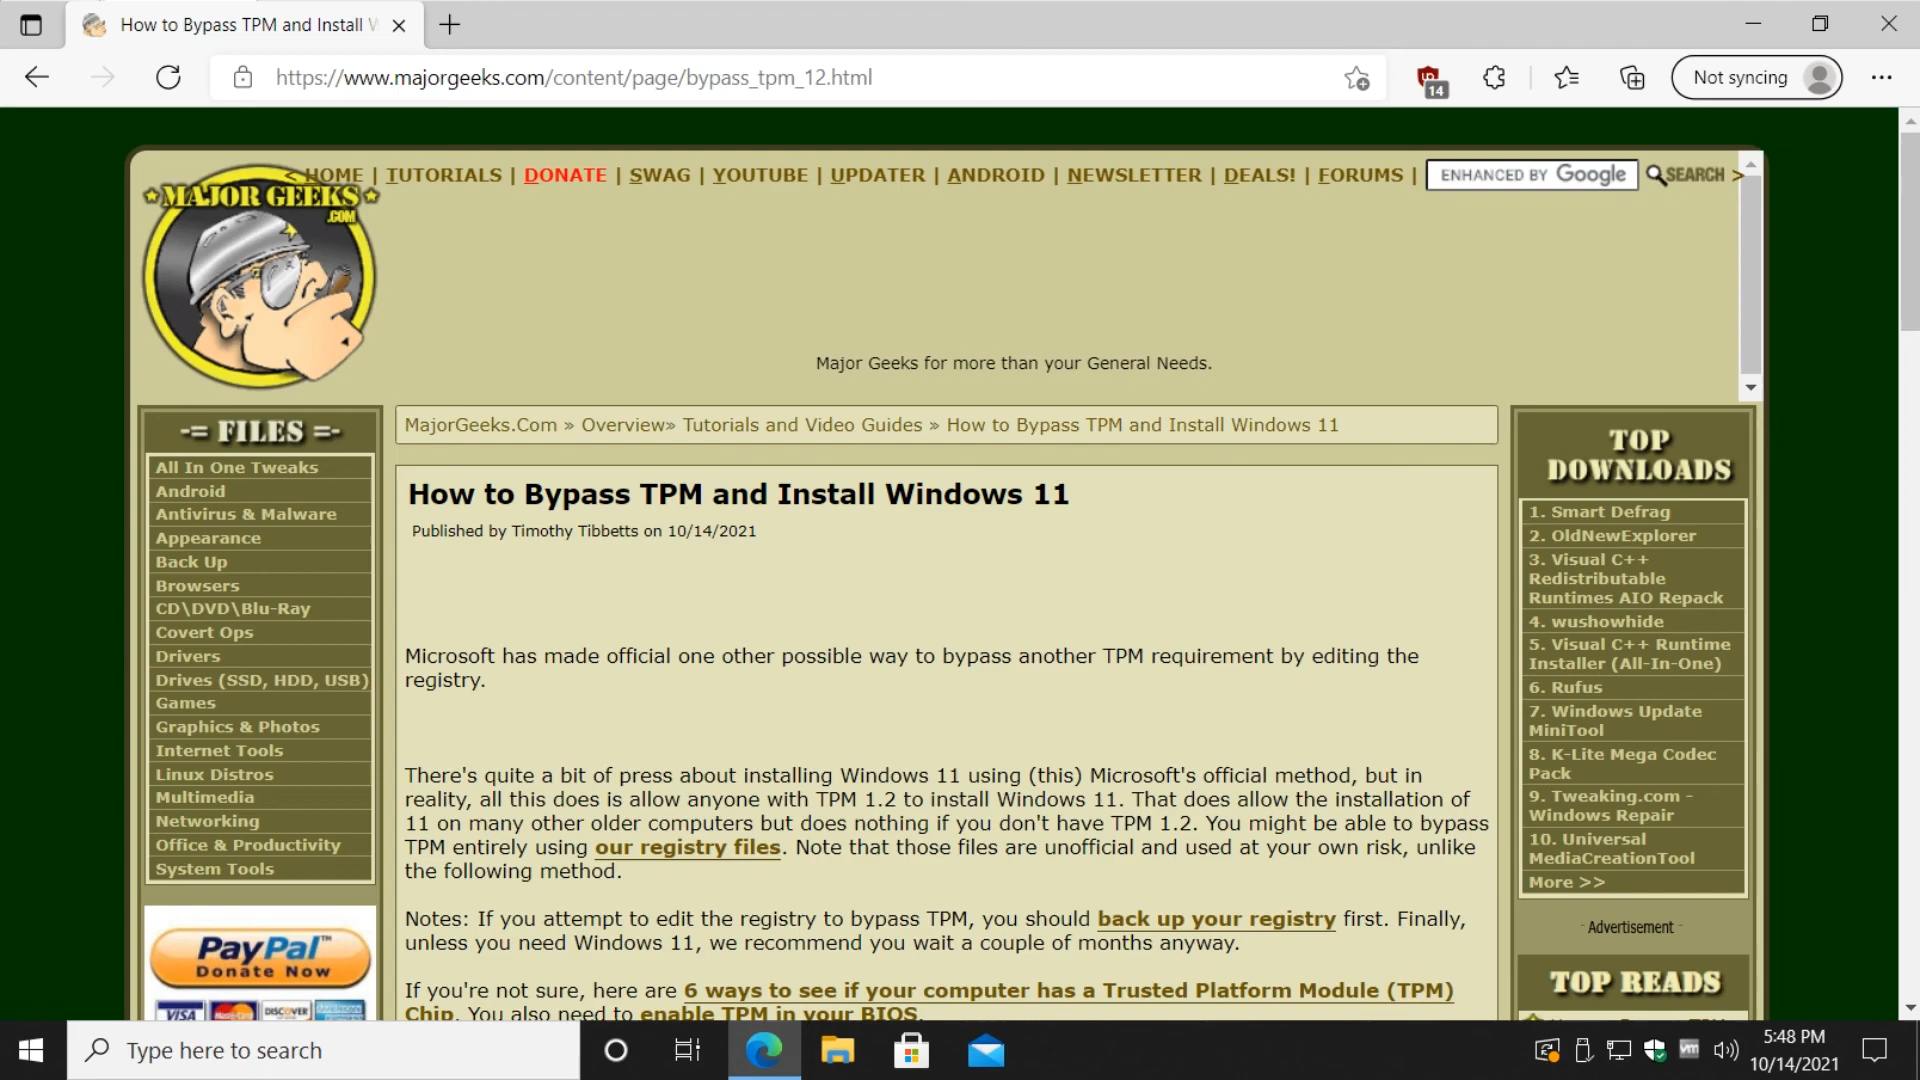 How to Bypass TPM and Install W
https://www.majorgeeks.com/content/page/bypass_tpm_12.html
14
Not syncing
< HOME | TUTORIALS | DONATE | SWAG | YOUTUBE | UPDATER | ANDROID | NEWSLETTER | DEALS! | FORUMS | ENHANCED BY Google SEARCH >
MAJOR GEEKS
.COM
Major Geeks for more than your General Needs.
-= FILES =-
All In One Tweaks
Android
Antivirus & Malware
Appearance
Back Up
Browsers
CD\DVD\Blu-Ray
Covert Ops
Drivers
Drives (SSD, HDD, USB)
Games
Graphics & Photos
Internet Tools
Linux Distros
Multimedia
Networking
Office & Productivity
System Tools
PayPal™
Donate Now
VISA MasterCard DISCOVER
MajorGeeks.Com » Overview» Tutorials and Video Guides » How to Bypass TPM and Install Windows 11
How to Bypass TPM and Install Windows 11
Published by Timothy Tibbetts on 10/14/2021
Microsoft has made official one other possible way to bypass another TPM requirement by editing the
registry.
There's quite a bit of press about installing Windows 11 using (this) Microsoft's official method, but in
reality, all this does is allow anyone with TPM 1.2 to install Windows 11. That does allow the installation of
11 on many other older computers but does nothing if you don't have TPM 1.2. You might be able to bypass
TPM entirely using our registry files. Note that those files are unofficial and used at your own risk, unlike
the following method.
Notes: If you attempt to edit the registry to bypass TPM, you should back up your registry first. Finally,
unless you need Windows 11, we recommend you wait a couple of months anyway.
If you're not sure, here are 6 ways to see if your computer has a Trusted Platform Module (TPM)
Chip. You also need to enable TPM in your BIOS.
TOP
DOWNLOADS
1. Smart Defrag
2. OldNewExplorer
3. Visual C++
Redistributable
Runtimes AIO Repack
4. wushowhide
5. Visual C++ Runtime
Installer (All-In-One)
6. Rufus
7. Windows Update
MiniTool
8. K-Lite Mega Codec
Pack
9. Tweaking.com -
Windows Repair
10. Universal
MediaCreationTool
More >>
- Advertisement -
TOP READS
Type here to search
vm
5:48 PM
10/14/2021